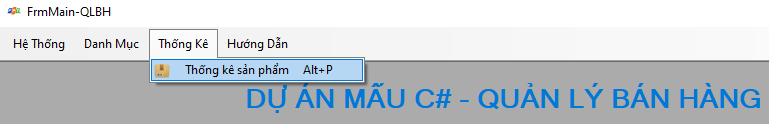 FrmMain-QLBH
Hệ Thống Danh Mục Thống Kê Hướng Dẫn
Thống kê sản phẩm Alt+P
DỰ ÁN MẪU C# - QUẢN LÝ BÁN HÀNG